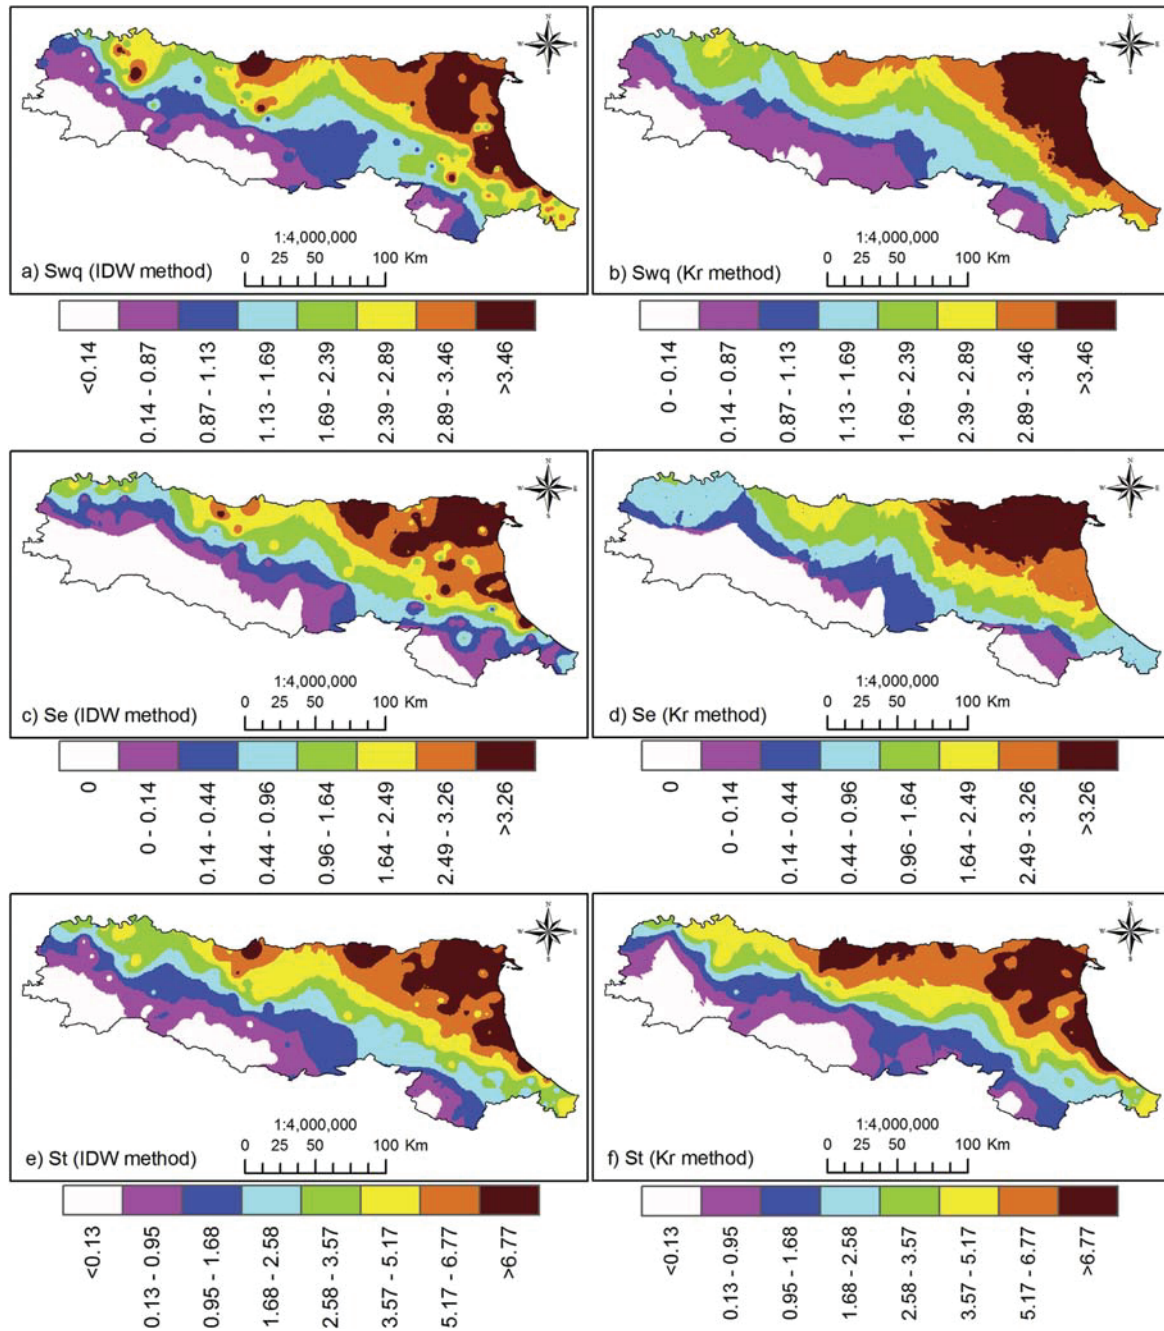 N
W E
S
1:4,000,000
0 25 50 100 Km
a) Swq (IDW method)
<0.14
0.14 - 0.87
0.87 - 1.13
1.13 - 1.69
1.69 - 2.39
2.39 - 2.89
2.89 - 3.46
>3.46
N
W E
S
1:4,000,000
0 25 50 100 Km
b) Swq (Kr method)
0 - 0.14
0.14 - 0.87
0.87 - 1.13
1.13 - 1.69
1.69 - 2.39
2.39 - 2.89
2.89 - 3.46
>3.46
N
W E
S
1:4,000,000
0 25 50 100 Km
c) Se (IDW method)
0
0 - 0.14
0.14 - 0.44
0.44 - 0.96
0.96 - 1.64
1.64 - 2.49
2.49 - 3.26
>3.26
N
W E
S
1:4,000,000
0 25 50 100 Km
d) Se (Kr method)
0
0 - 0.14
0.14 - 0.44
0.44 - 0.96
0.96 - 1.64
1.64 - 2.49
2.49 - 3.26
>3.26
N
W E
S
1:4,000,000
0 25 50 100 Km
e) St (IDW method)
<0.13
0.13 - 0.95
0.95 - 1.68
1.68 - 2.58
2.58 - 3.57
3.57 - 5.17
5.17 - 6.77
>6.77
N
W E
S
1:4,000,000
0 25 50 100 Km
f) St (Kr method)
<0.13
0.13 - 0.95
0.95 - 1.68
1.68 - 2.58
2.58 - 3.57
3.57 - 5.17
5.17 - 6.77
>6.77